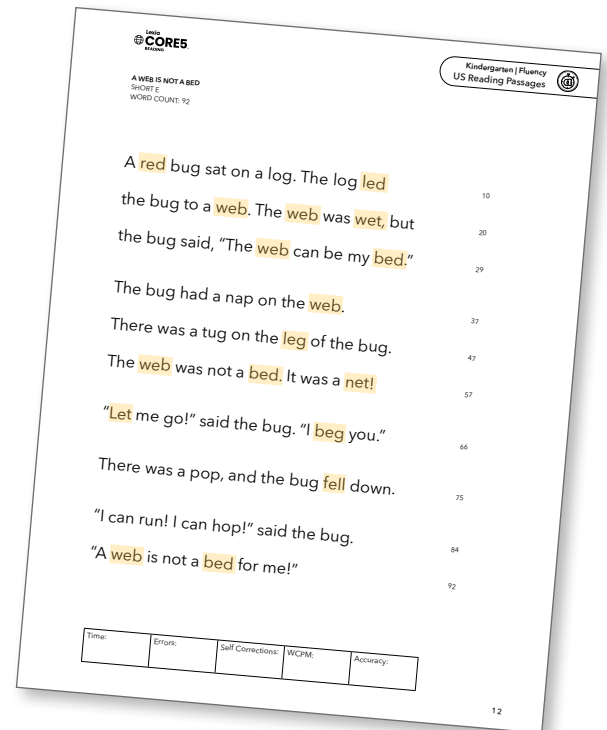 Lexia
CORE5
READING
Kindergarten | Fluency
US Reading Passages
A WEB IS NOT A BED
SHORT E
WORD COUNT: 92
A red bug sat on a log. The log led 10
the bug to a web. The web was wet, but 20
the bug said, “The web can be my bed.” 29
The bug had a nap on the web. 37
There was a tug on the leg of the bug. 47
The web was not a bed. It was a net! 57
“Let me go!” said the bug. “I beg you.” 66
There was a pop, and the bug fell down. 75
“I can run! I can hop!” said the bug. 84
“A web is not a bed for me!” 92
Time: Errors: Self Corrections: WCPM: Accuracy:
12